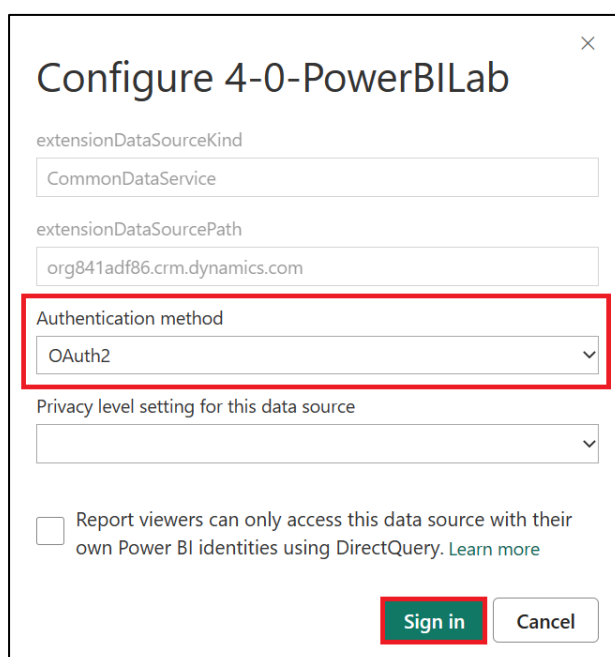 Configure 4-0-PowerBILab
extensionDataSourceKind
CommonDataService
extensionDataSourcePath
org841adf86.crm.dynamics.com
Authentication method
OAuth2
Privacy level setting for this data source
Report viewers can only access this data source with their
own Power BI identities using DirectQuery. Learn more
Sign in Cancel